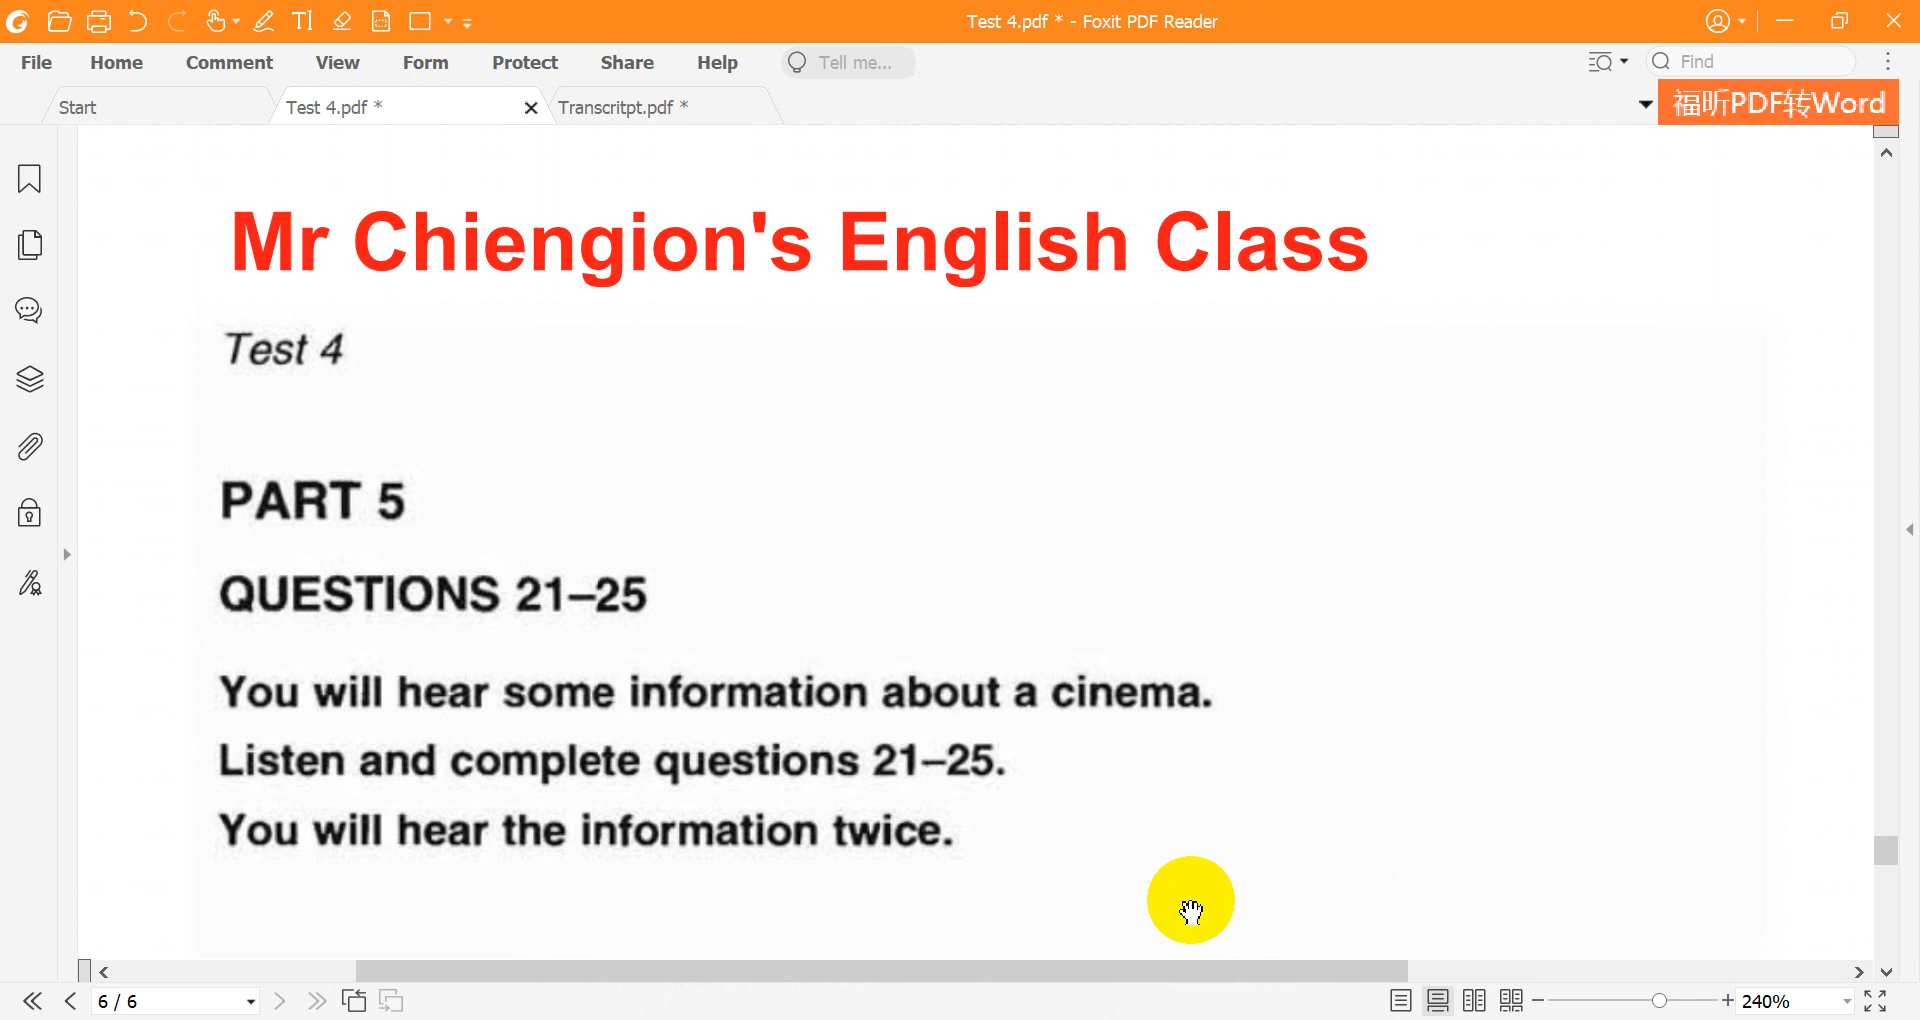 Test 4.pdf * - Foxit PDF Reader
File Home Comment View Form Protect Share Help Tell me... Find
Start Test 4.pdf * Transcritpt.pdf * 福昕PDF转Word
Mr Chiengion's English Class
Test 4
PART 5
QUESTIONS 21–25
You will hear some information about a cinema.
Listen and complete questions 21–25.
You will hear the information twice.
6 / 6 240%